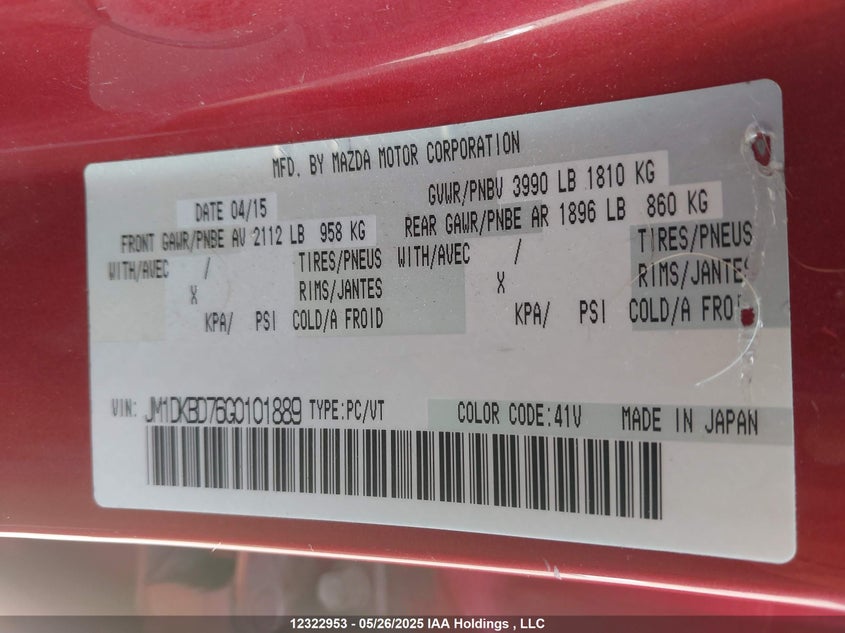 MFD. BY MAZDA MOTOR CORPORATION
DATE 04/15 GVWR/PNBV 3990 LB 1810 KG
FRONT GAWR/PNBE AV 2112 LB 958 KG REAR GAWR/PNBE AR 1896 LB 860 KG
WITH/AVEC / TIRES/PNEUS WITH/AVEC / TIRES/PNEUS
X RIMS/JANTES X RIMS/JANTES
KPA/ PSI COLD/A FROID KPA/ PSI COLD/A FROID
VIN: JM1DKBD76G0101889 TYPE:PC/VT COLOR CODE:41V MADE IN JAPAN
12322953 - 05/26/2025 IAA Holdings , LLC